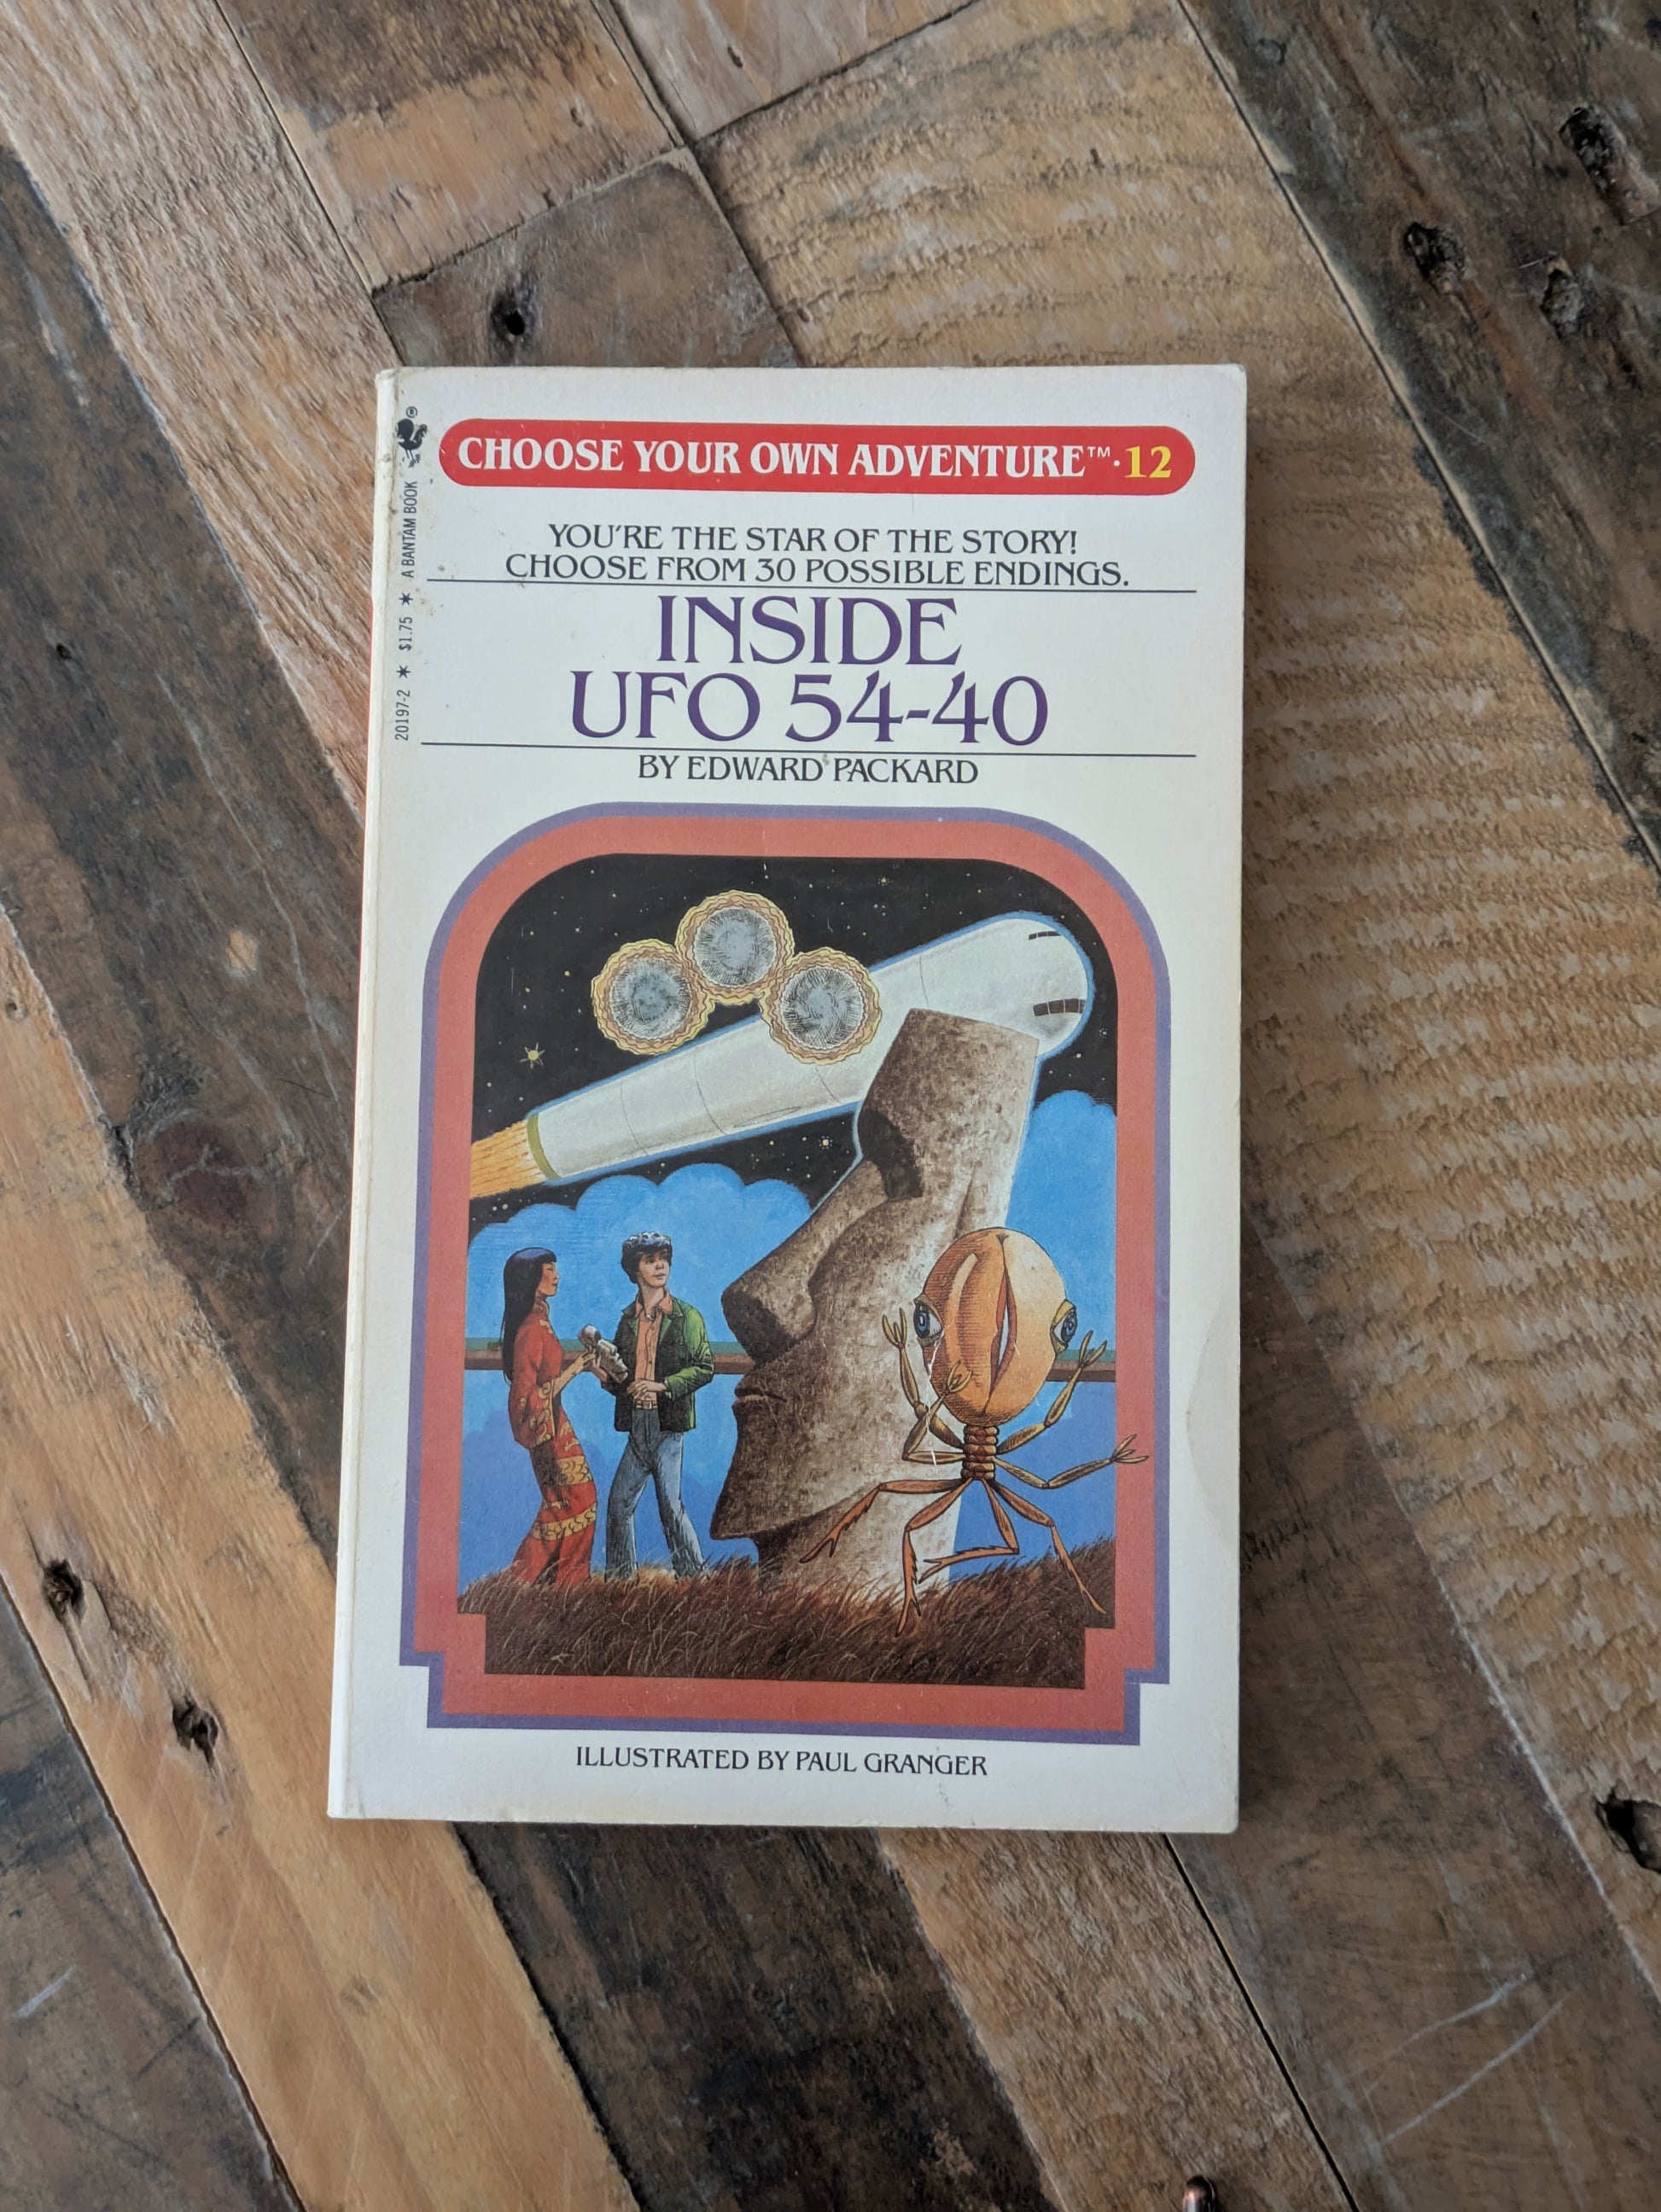 CHOOSE YOUR OWN ADVENTURE™·12
YOU'RE THE STAR OF THE STORY!
CHOOSE FROM 30 POSSIBLE ENDINGS.
INSIDE
UFO 54-40
BY EDWARD PACKARD
20197-2 * $1.75 * A BANTAM BOOK ®
ILLUSTRATED BY PAUL GRANGER